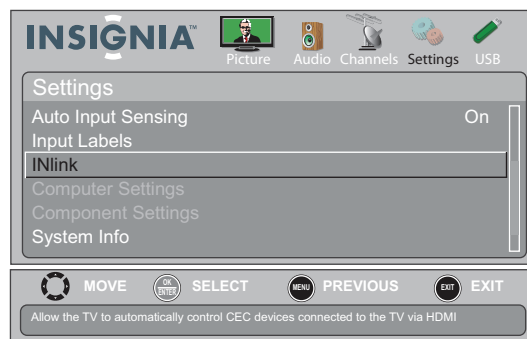 INSIGNIA™
Picture Audio Channels Settings USB
Settings
Auto Input Sensing On
Input Labels
INlink
Computer Settings
Component Settings
System Info
MOVE OK ENTER SELECT MENU PREVIOUS EXIT EXIT
Allow the TV to automatically control CEC devices connected to the TV via HDMI